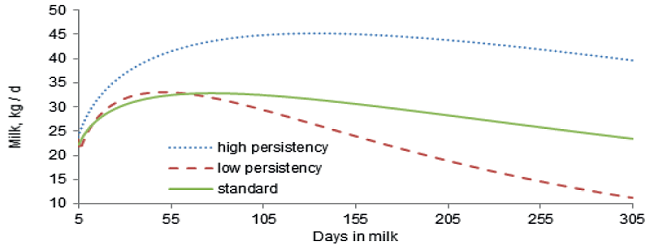 50
45
40
35
30
25
20
15
10
Milk, kg / d
high persistency
low persistency
standard
5 55 105 155 205 255 305
Days in milk